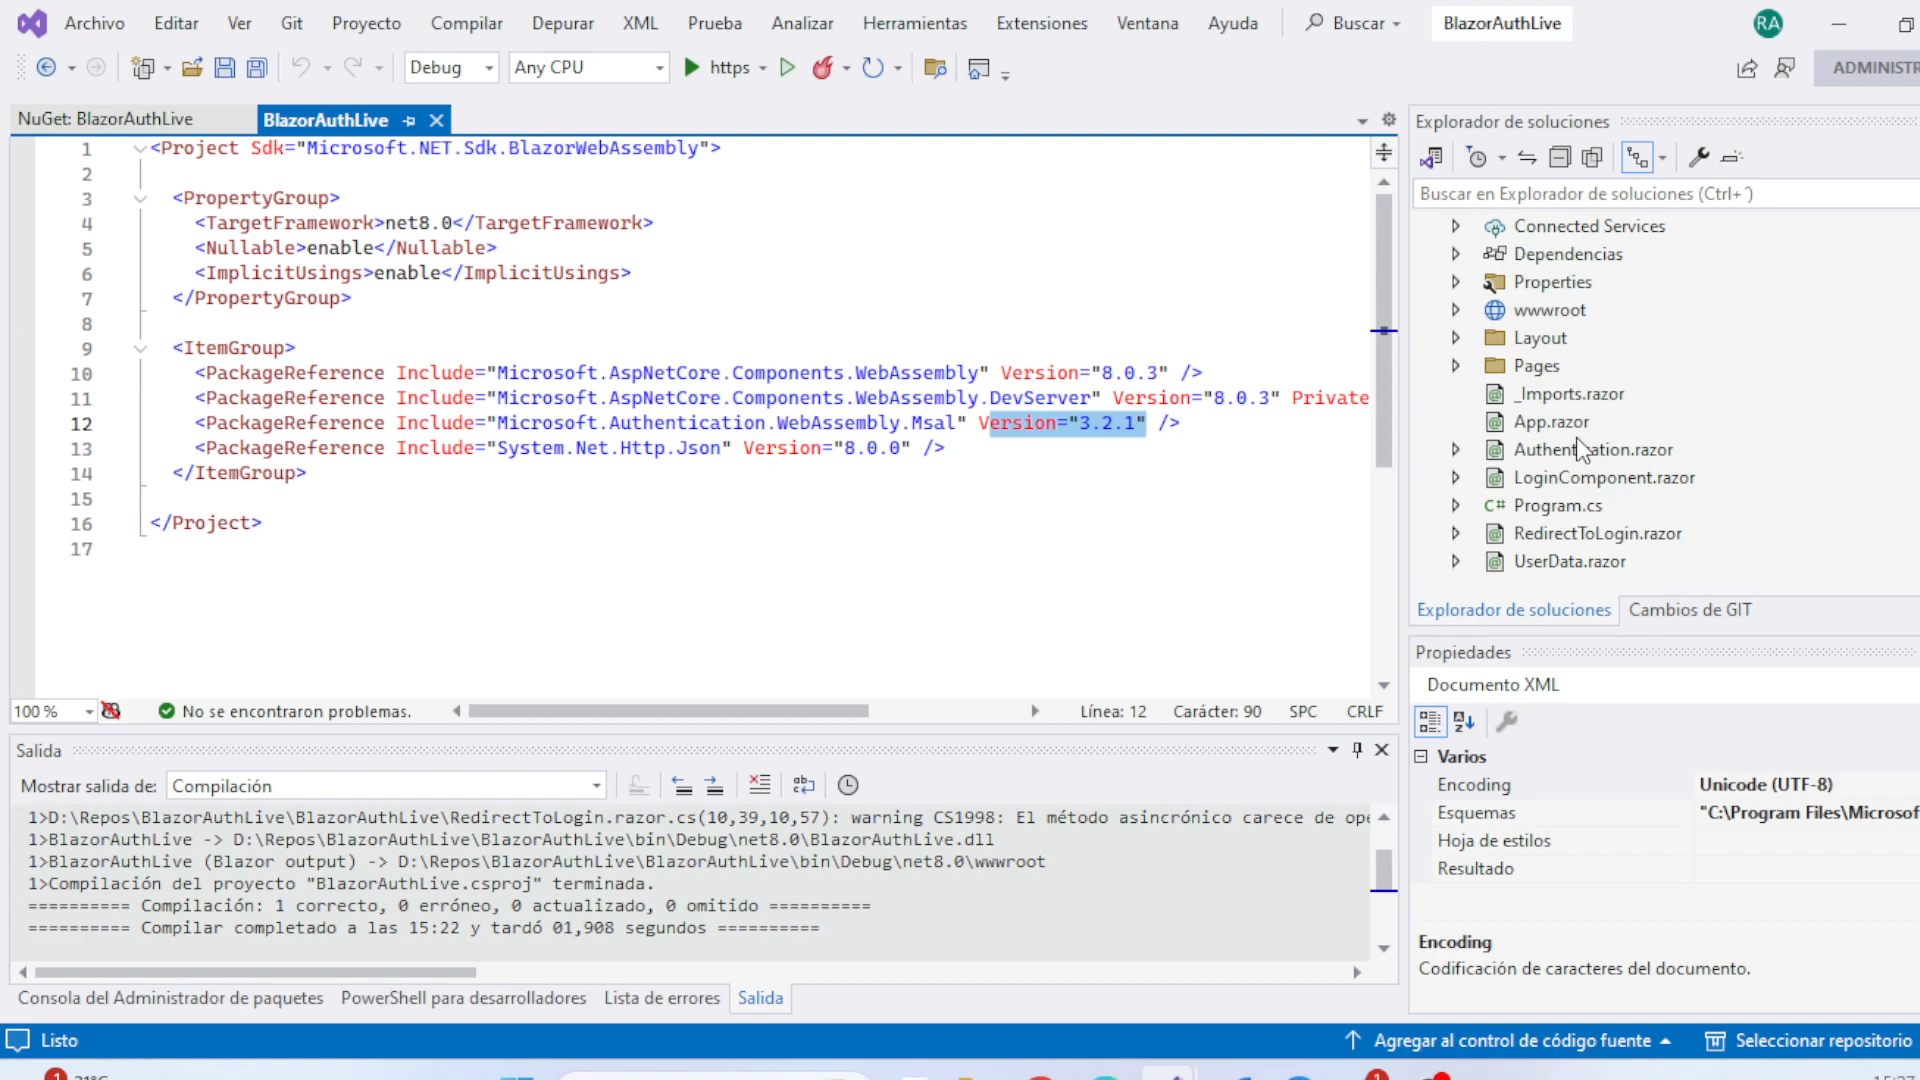 Archivo Editar Ver Git Proyecto Compilar Depurar XML Prueba Analizar Herramientas Extensiones Ventana Ayuda Buscar BlazorAuthLive RA
Debug Any CPU https ADMINISTR
NuGet: BlazorAuthLive BlazorAuthLive
1 <Project Sdk="Microsoft.NET.Sdk.BlazorWebAssembly">
2
3 <PropertyGroup>
4 <TargetFramework>net8.0</TargetFramework>
5 <Nullable>enable</Nullable>
6 <ImplicitUsings>enable</ImplicitUsings>
7 </PropertyGroup>
8
9 <ItemGroup>
10 <PackageReference Include="Microsoft.AspNetCore.Components.WebAssembly" Version="8.0.3" />
11 <PackageReference Include="Microsoft.AspNetCore.Components.WebAssembly.DevServer" Version="8.0.3" Private
12 <PackageReference Include="Microsoft.Authentication.WebAssembly.Msal" Version="3.2.1" />
13 <PackageReference Include="System.Net.Http.Json" Version="8.0.0" />
14 </ItemGroup>
15
16 </Project>
17
100 % No se encontraron problemas. Línea: 12 Carácter: 90 SPC CRLF
Salida
Mostrar salida de: Compilación
1>D:\Repos\BlazorAuthLive\BlazorAuthLive\RedirectToLogin.razor.cs(10,39,10,57): warning CS1998: El método asincrónico carece de ope
1>BlazorAuthLive -> D:\Repos\BlazorAuthLive\BlazorAuthLive\bin\Debug\net8.0\BlazorAuthLive.dll
1>BlazorAuthLive (Blazor output) -> D:\Repos\BlazorAuthLive\BlazorAuthLive\bin\Debug\net8.0\wwwroot
1>Compilación del proyecto "BlazorAuthLive.csproj" terminada.
========== Compilación: 1 correcto, 0 erróneo, 0 actualizado, 0 omitido ==========
========== Compilar completado a las 15:22 y tardó 01,908 segundos ==========
Consola del Administrador de paquetes PowerShell para desarrolladores Lista de errores Salida
Explorador de soluciones
Buscar en Explorador de soluciones (Ctrl+´)
Connected Services
Dependencias
Properties
wwwroot
Layout
Pages
_Imports.razor
App.razor
Authentication.razor
LoginComponent.razor
C# Program.cs
RedirectToLogin.razor
UserData.razor
Explorador de soluciones Cambios de GIT
Propiedades
Documento XML
Varios
Encoding Unicode (UTF-8)
Esquemas "C:\Program Files\Microsof
Hoja de estilos
Resultado
Encoding
Codificación de caracteres del documento.
Listo Agregar al control de código fuente Seleccionar repositorio